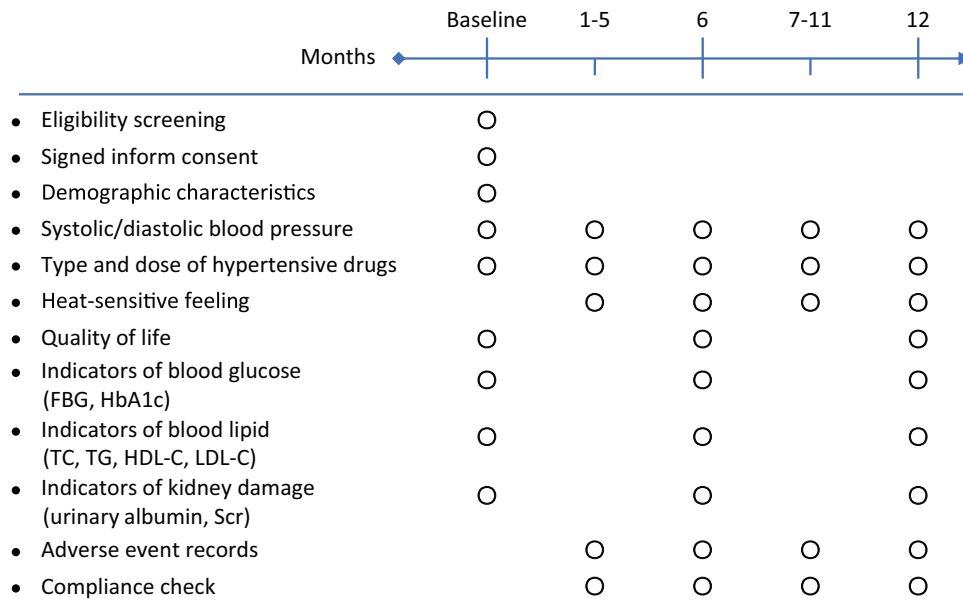 Baseline 1-5 6 7-11 12
Months
• Eligibility screening
• Signed inform consent
• Demographic characteristics
• Systolic/diastolic blood pressure
• Type and dose of hypertensive drugs
• Heat-sensitive feeling
• Quality of life
• Indicators of blood glucose
(FBG, HbA1c)
• Indicators of blood lipid
(TC, TG, HDL-C, LDL-C)
• Indicators of kidney damage
(urinary albumin, Scr)
• Adverse event records
• Compliance check